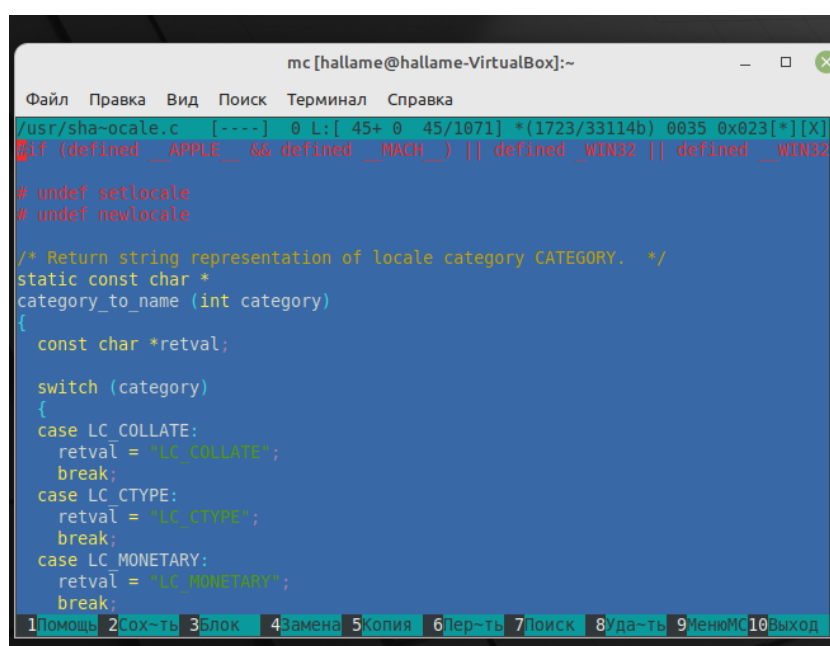 mc [hallame@hallame-VirtualBox]:~
Файл Правка Вид Поиск Терминал Справка
/usr/sha~ocale.c [----] 0 L:[ 45+ 0 45/1071] *(1723/33114b) 0035 0x023[*][X]
#if (defined __APPLE__ && defined __MACH__) || defined _WIN32 || defined __WIN32
# undef setlocale
# undef newlocale
/* Return string representation of locale category CATEGORY. */
static const char *
category_to_name (int category)
{
const char *retval;
switch (category)
{
case LC_COLLATE:
retval = "LC_COLLATE";
break;
case LC_CTYPE:
retval = "LC_CTYPE";
break;
case LC_MONETARY:
retval = "LC_MONETARY";
break;
1Помощь 2Сох~ть 3Блок 4Замена 5Копия 6Пер~ть 7Поиск 8Уда~ть 9МенюMC 10Выход